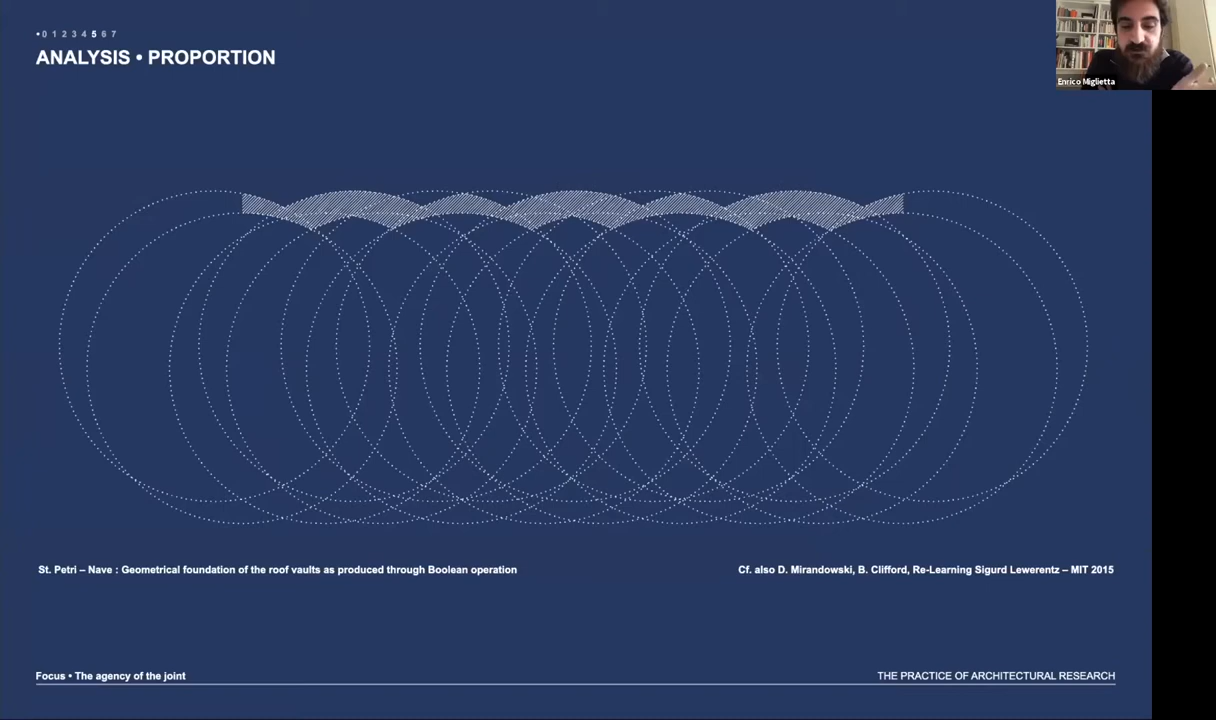 •0 1 2 3 4 5 6 7
ANALYSIS • PROPORTION
Enrico Miglietta
St. Petri – Nave : Geometrical foundation of the roof vaults as produced through Boolean operation
Cf. also D. Mirandowski, B. Clifford, Re-Learning Sigurd Lewerentz – MIT 2015
Focus • The agency of the joint
THE PRACTICE OF ARCHITECTURAL RESEARCH